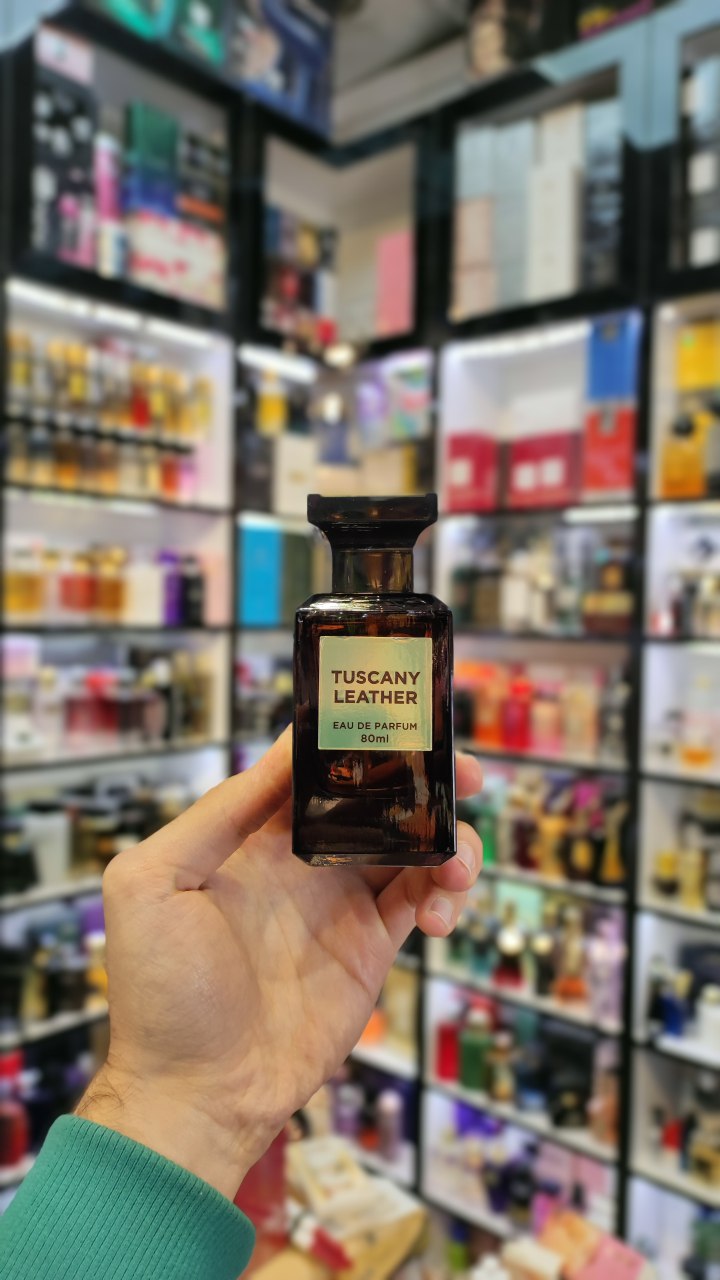 TUSCANY
LEATHER
EAU DE PARFUM
80ml